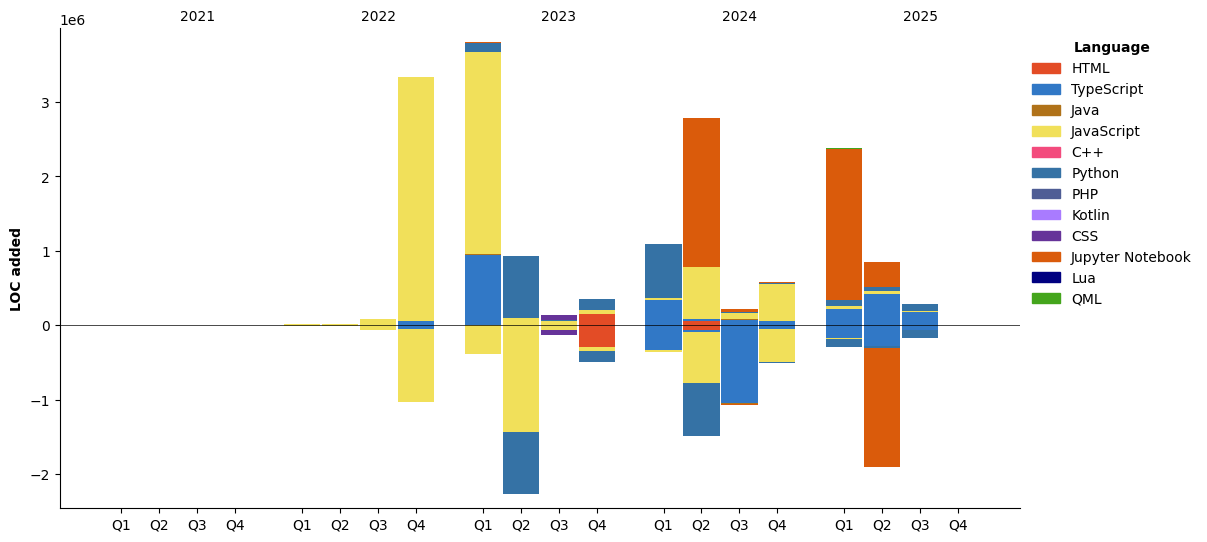 2021 2022 2023 2024 2025
1e6
LOC added
3
2
1
0
−1
−2
Q1 Q2 Q3 Q4 Q1 Q2 Q3 Q4 Q1 Q2 Q3 Q4 Q1 Q2 Q3 Q4 Q1 Q2 Q3 Q4
Language
HTML
TypeScript
Java
JavaScript
C++
Python
PHP
Kotlin
CSS
Jupyter Notebook
Lua
QML